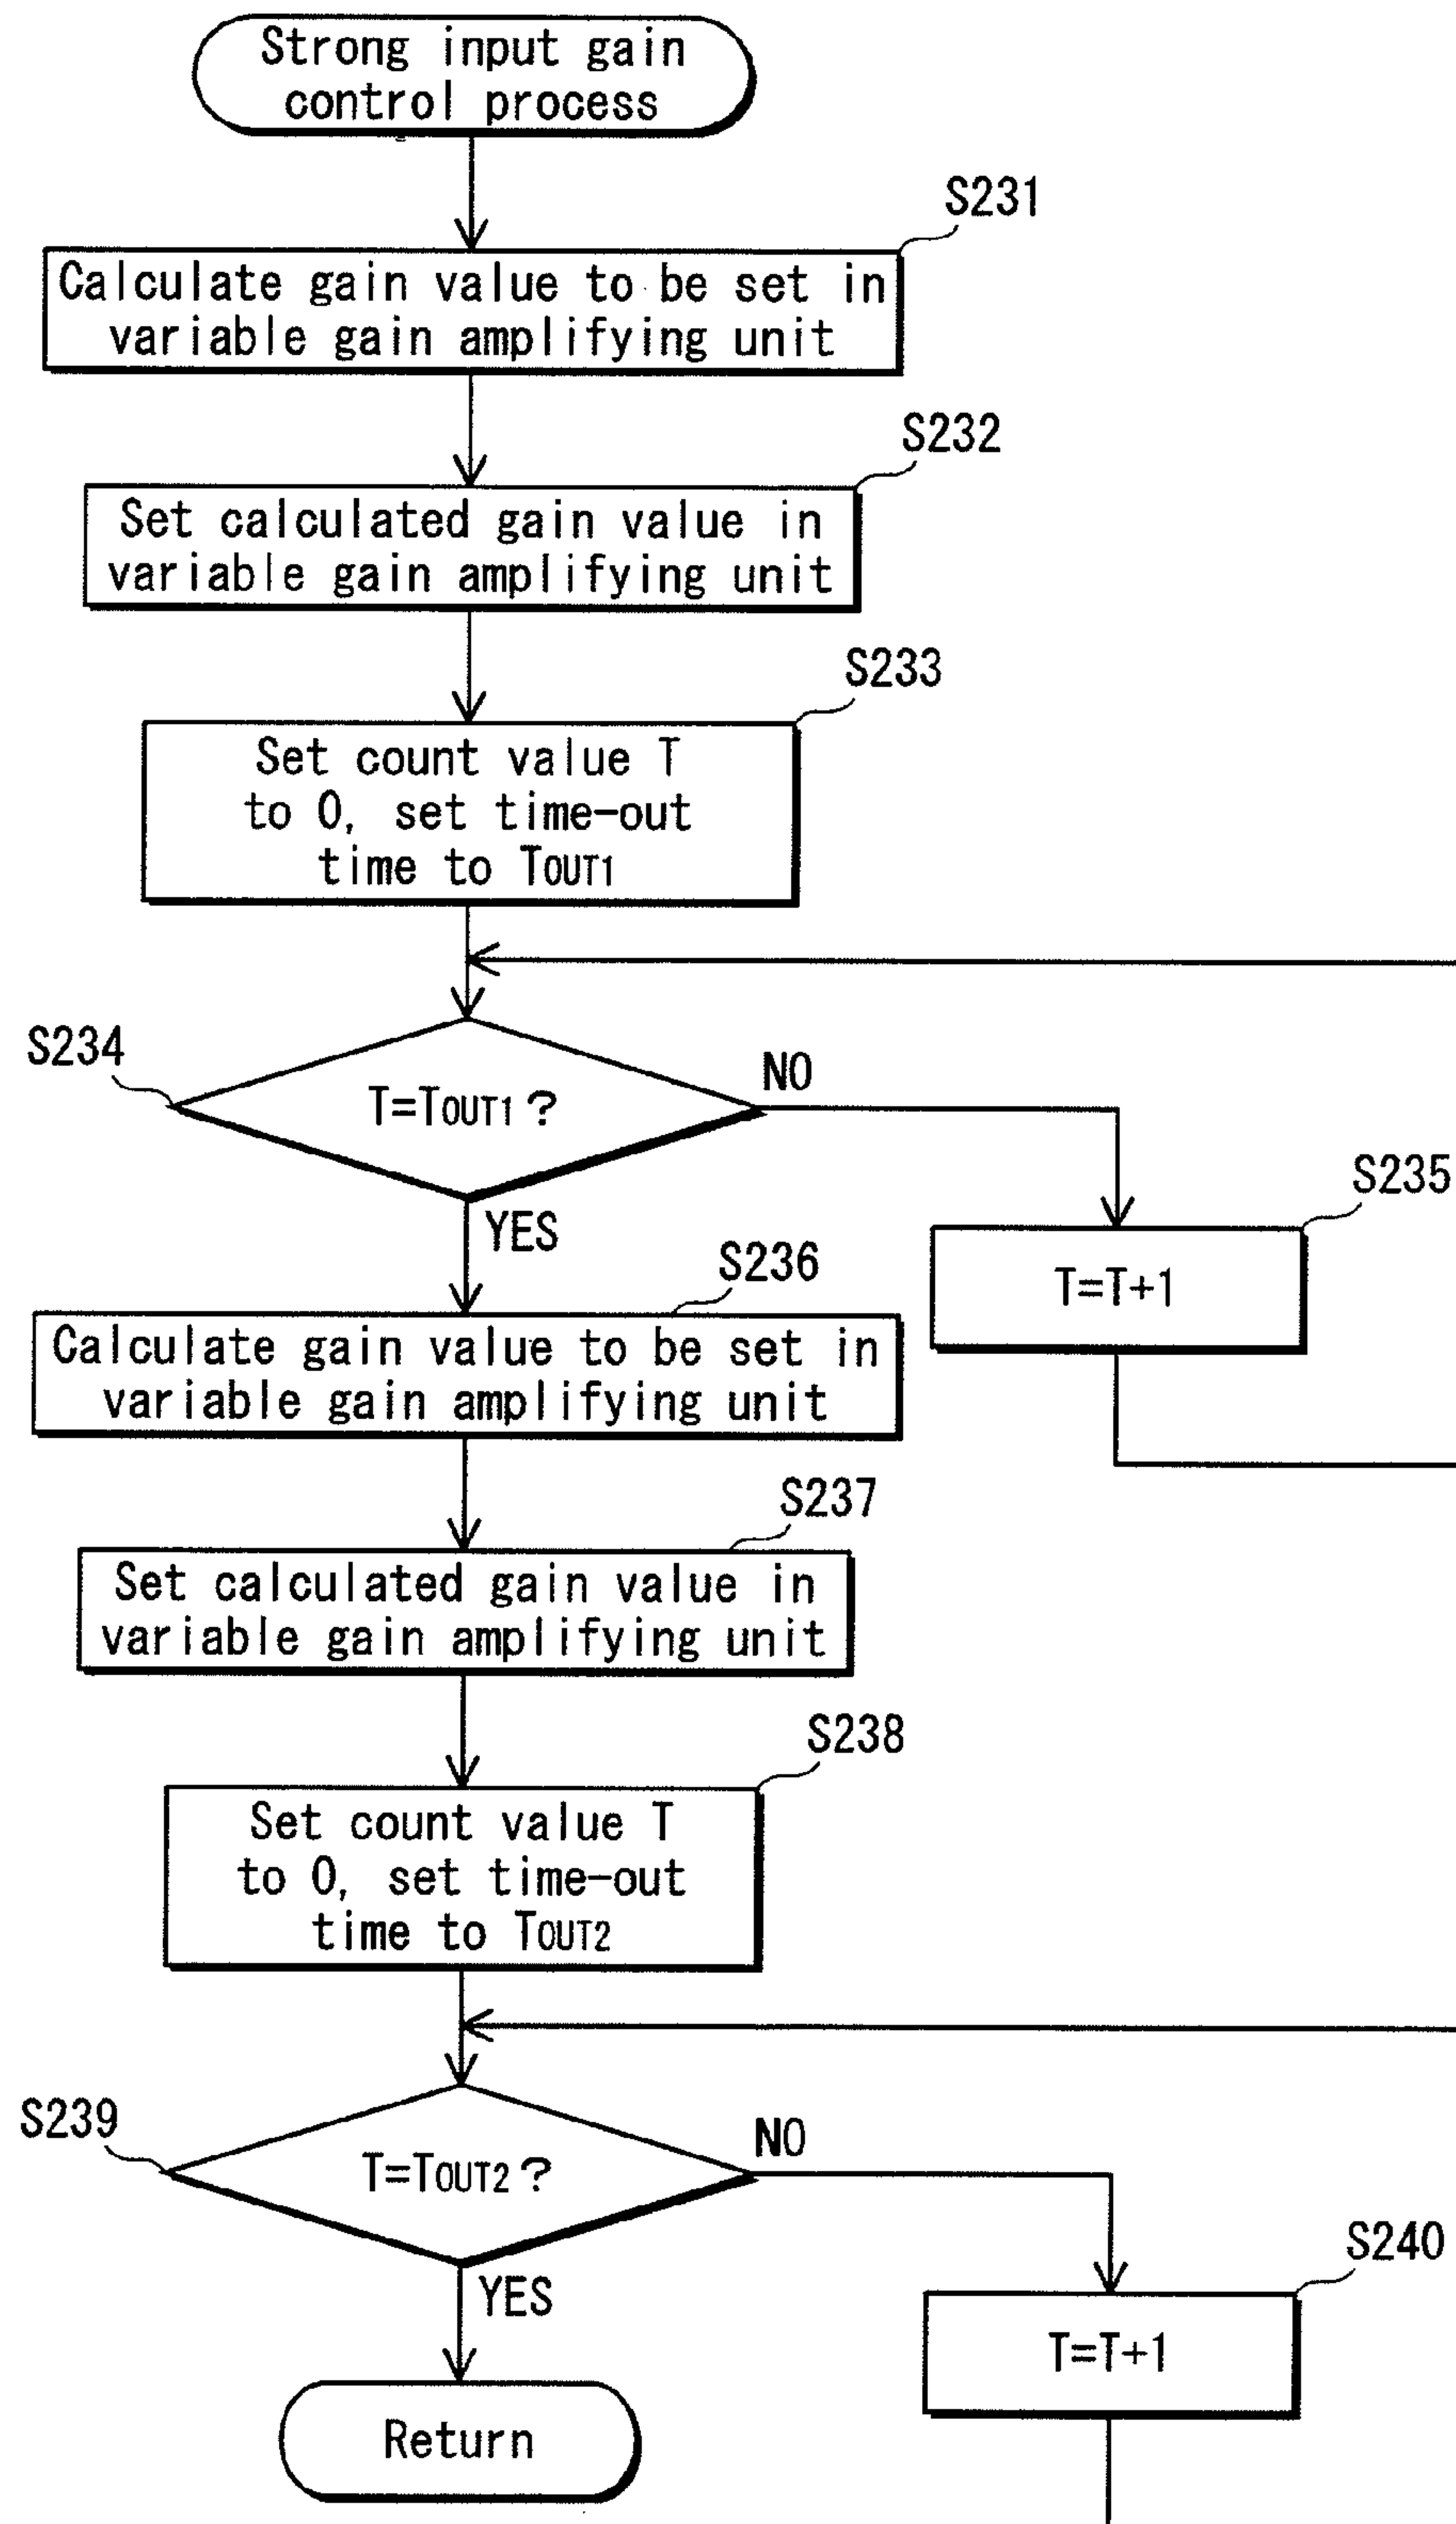 Strong input gain
control process
S231
Calculate gain value to be set in
variable gain amplifying unit
S232
Set calculated gain value in
variable gain amplifying unit
S233
Set count value T
to 0, set time-out
time to TOUT1
S234
T=TOUT1?
NO
YES
S235
T=T+1
S236
Calculate gain value to be set in
variable gain amplifying unit
S237
Set calculated gain value in
variable gain amplifying unit
S238
Set count value T
to 0, set time-out
time to TOUT2
S239
T=TOUT2?
NO
YES
S240
T=T+1
Return